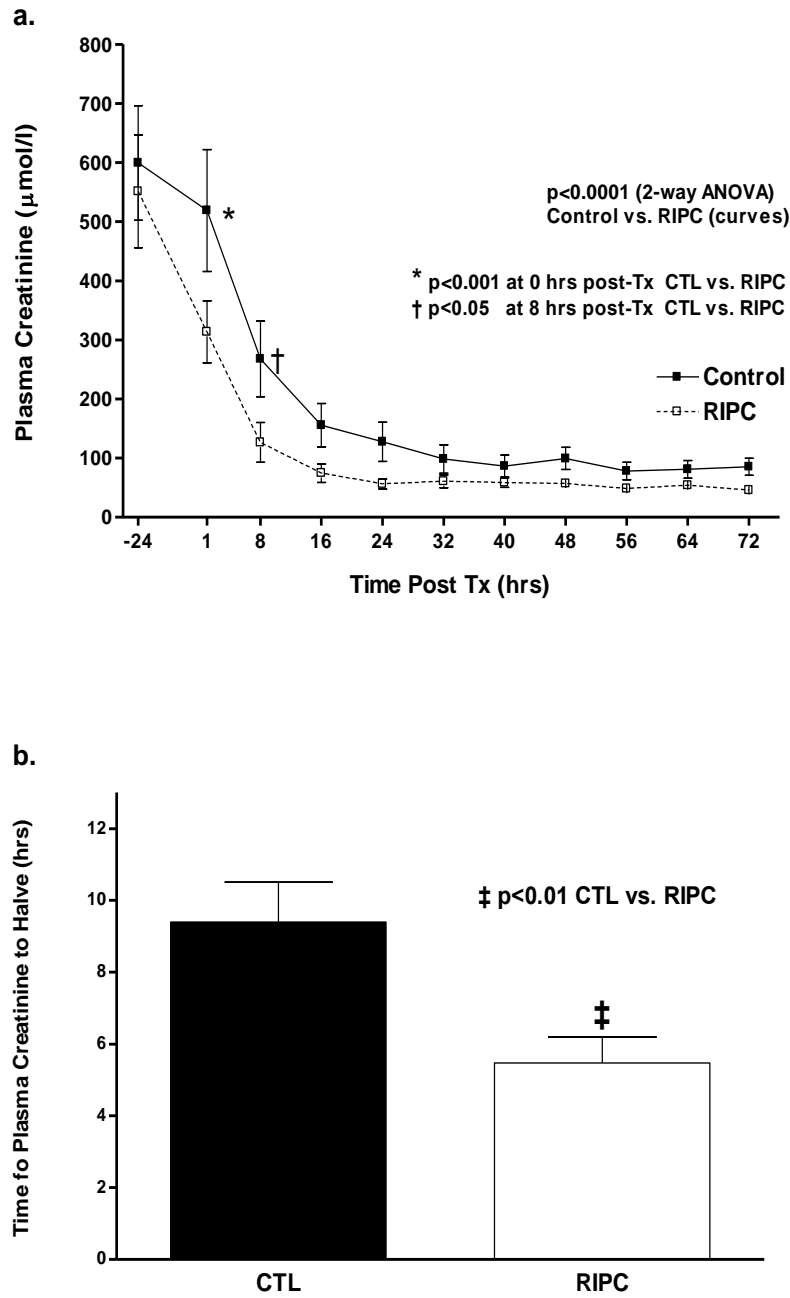 a.
800
700
600
500
400
300
200
100
0
Plasma Creatinine (μmol/l)
p<0.0001 (2-way ANOVA)
Control vs. RIPC (curves)
* p<0.001 at 0 hrs post-Tx CTL vs. RIPC
† p<0.05 at 8 hrs post-Tx CTL vs. RIPC
*
†
Control
RIPC
-24 1 8 16 24 32 40 48 56 64 72
Time Post Tx (hrs)
b.
12
10
8
6
4
2
0
Time fo Plasma Creatinine to Halve (hrs)
‡ p<0.01 CTL vs. RIPC
‡
CTL RIPC